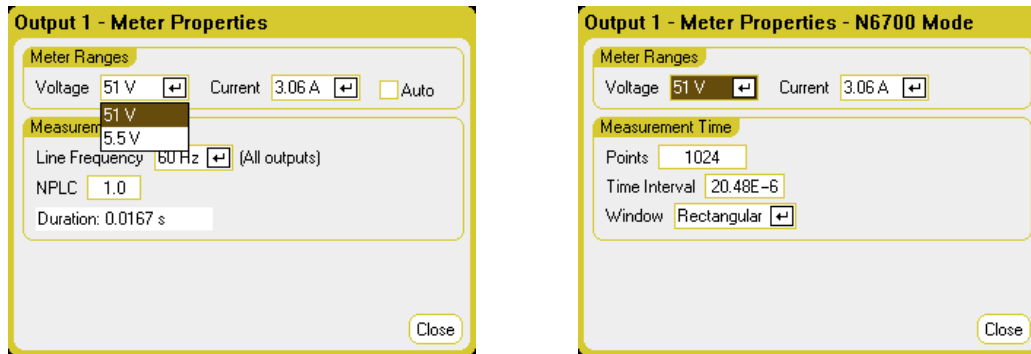 Output 1 - Meter Properties
Meter Ranges
Voltage 51 V Current 3.06 A Auto
51 V
5.5 V
Measurem
Line Frequency 60 Hz (All outputs)
NPLC 1.0
Duration: 0.0167 s
Close
Output 1 - Meter Properties - N6700 Mode
Meter Ranges
Voltage 51 V Current 3.06 A
Measurement Time
Points 1024
Time Interval 20.48E-6
Window Rectangular
Close